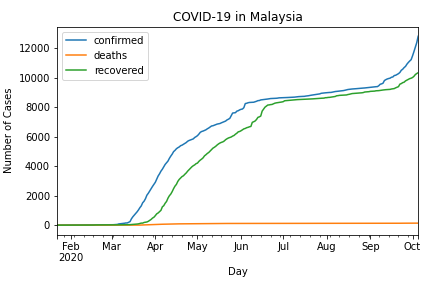 COVID-19 in Malaysia
confirmed
deaths
recovered
Number of Cases
12000
10000
8000
6000
4000
2000
0
Feb Mar Apr May Jun Jul Aug Sep Oct
2020
Day